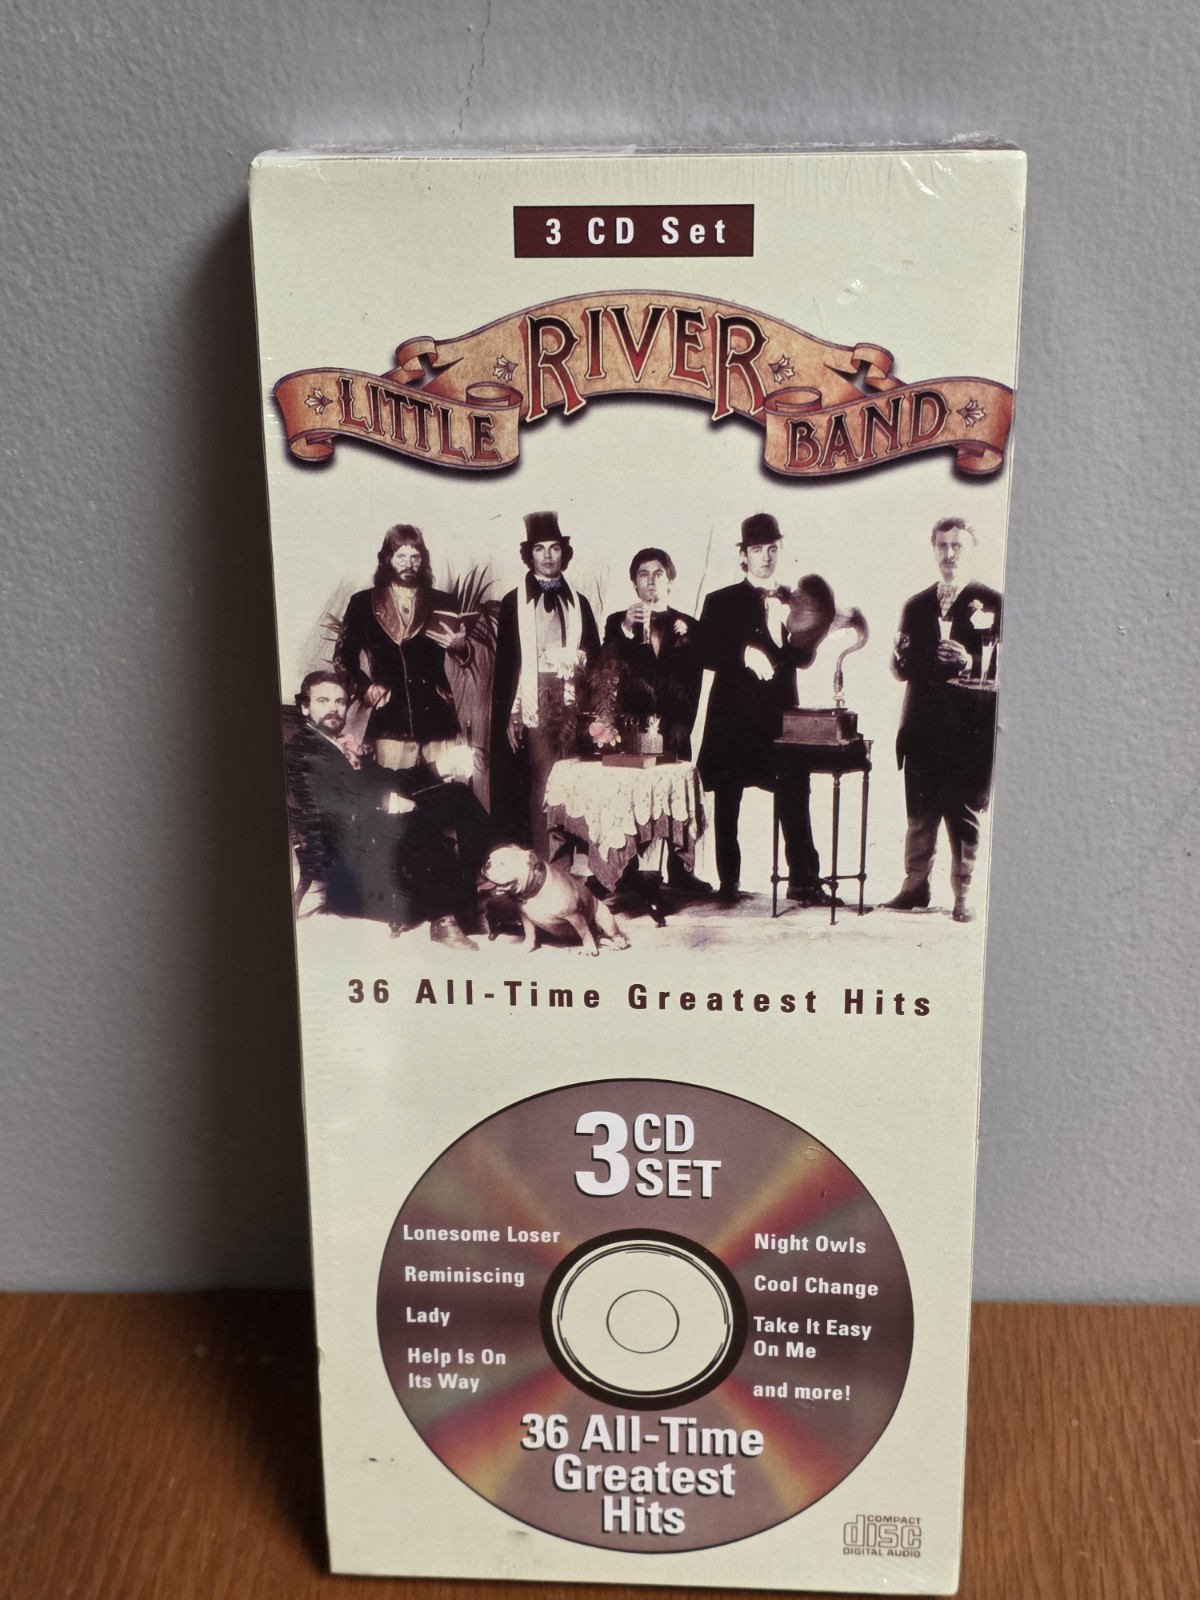 3 CD Set
LITTLE RIVER BAND
36 All-Time Greatest Hits
3 CD
SET
Lonesome Loser
Reminiscing
Lady
Help Is On
Its Way
Night Owls
Cool Change
Take It Easy
On Me
and more!
36 All-Time
Greatest
Hits
COMPACT
disc
DIGITAL AUDIO